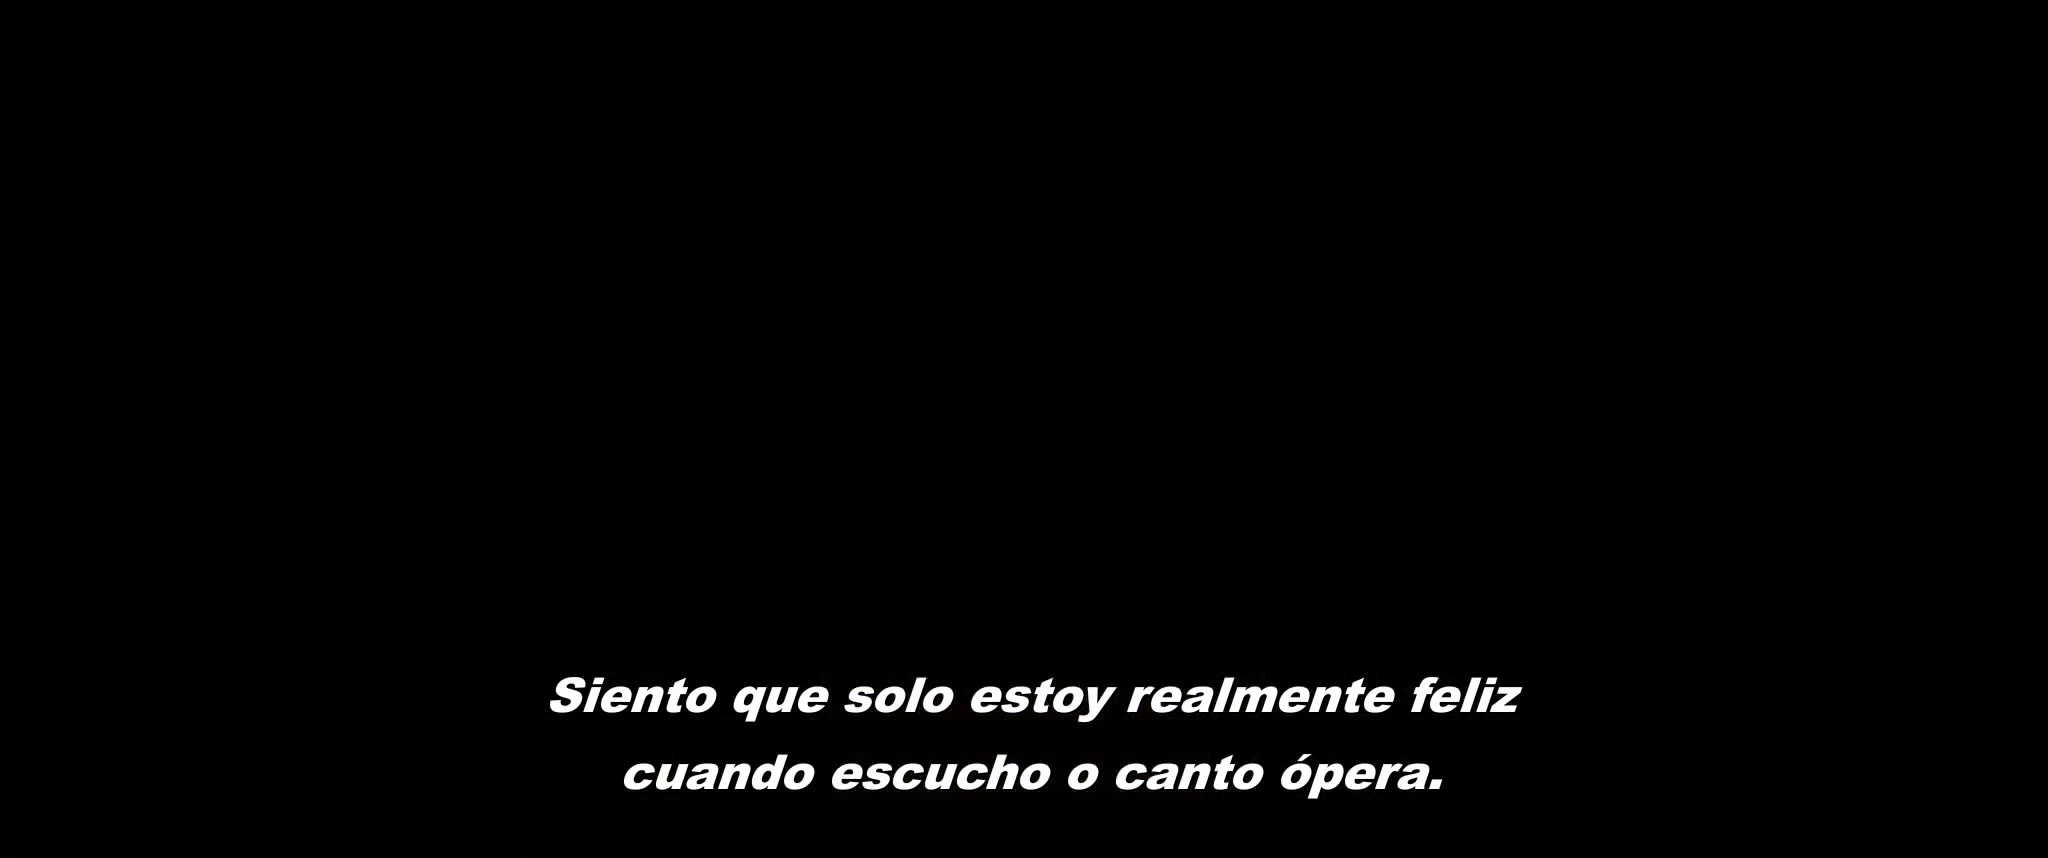 Siento que solo estoy realmente feliz
cuando escucho o canto ópera.